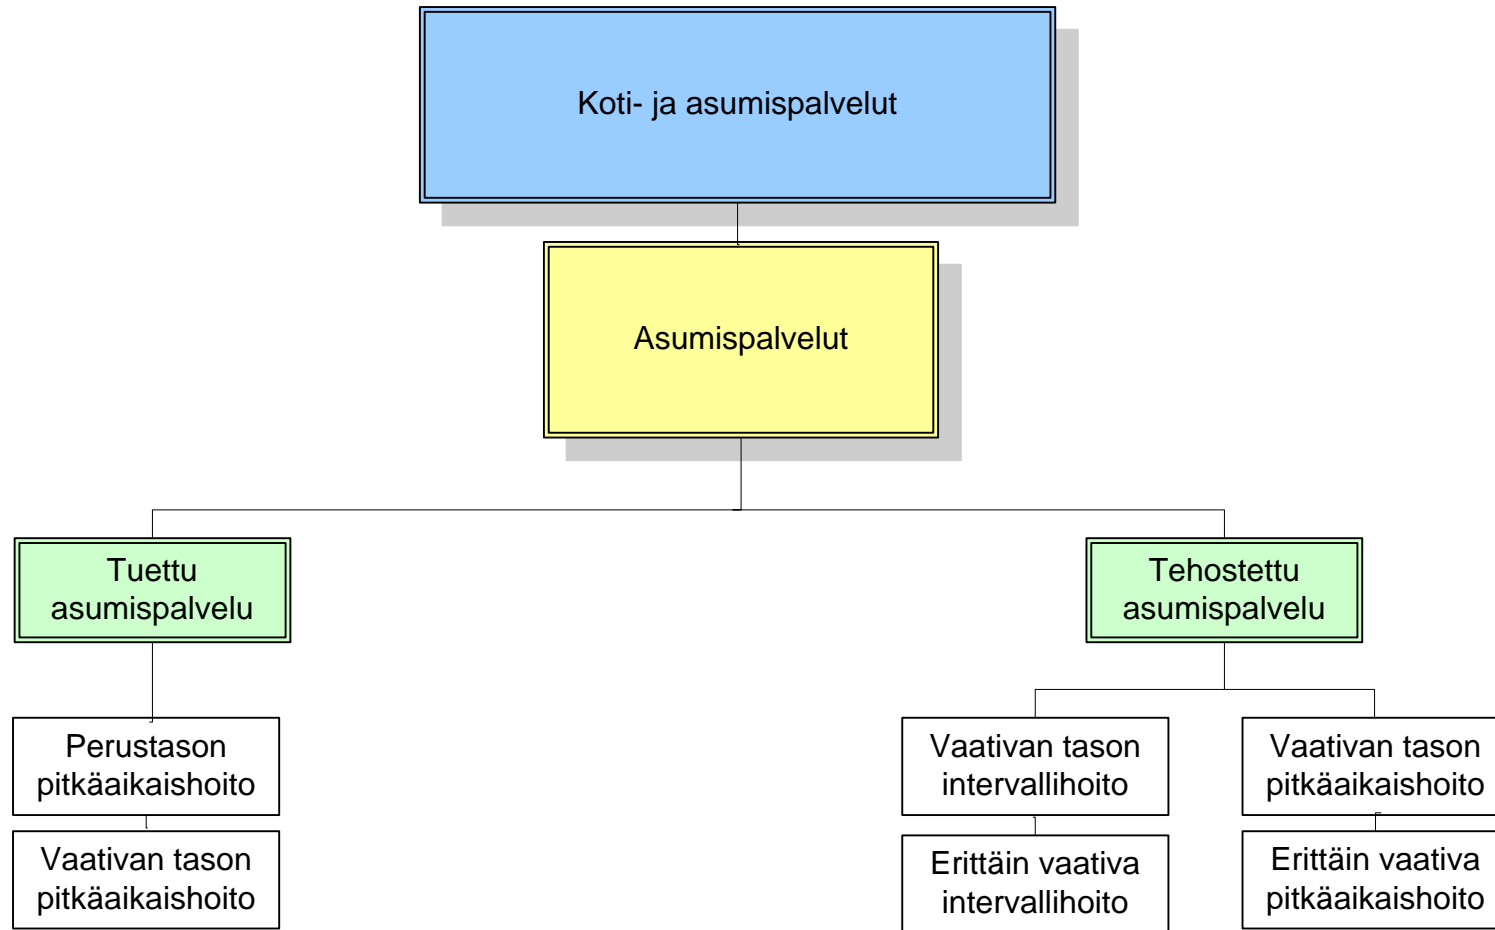 Koti- ja asumispalvelut
Asumispalvelut
Tuettu
asumispalvelu
Tehostettu
asumispalvelu
Perustason
pitkäaikaishoito
Vaativan tason
intervallihoito
Vaativan tason
pitkäaikaishoito
Vaativan tason
pitkäaikaishoito
Erittäin vaativa
intervallihoito
Erittäin vaativa
pitkäaikaishoito